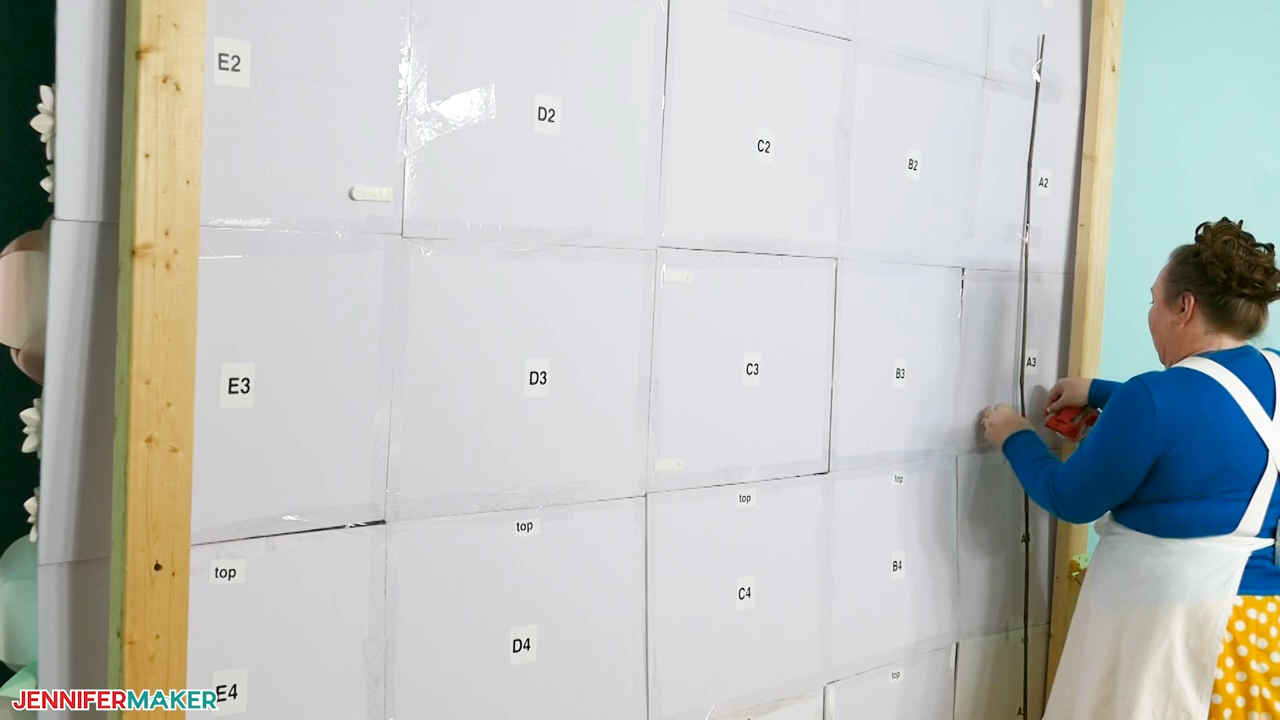 E2
D2
C2
B2
A2
E3
D3
C3
B3
A3
top
top
top
top
E4
D4
C4
B4
top
JENNIFERMAKER